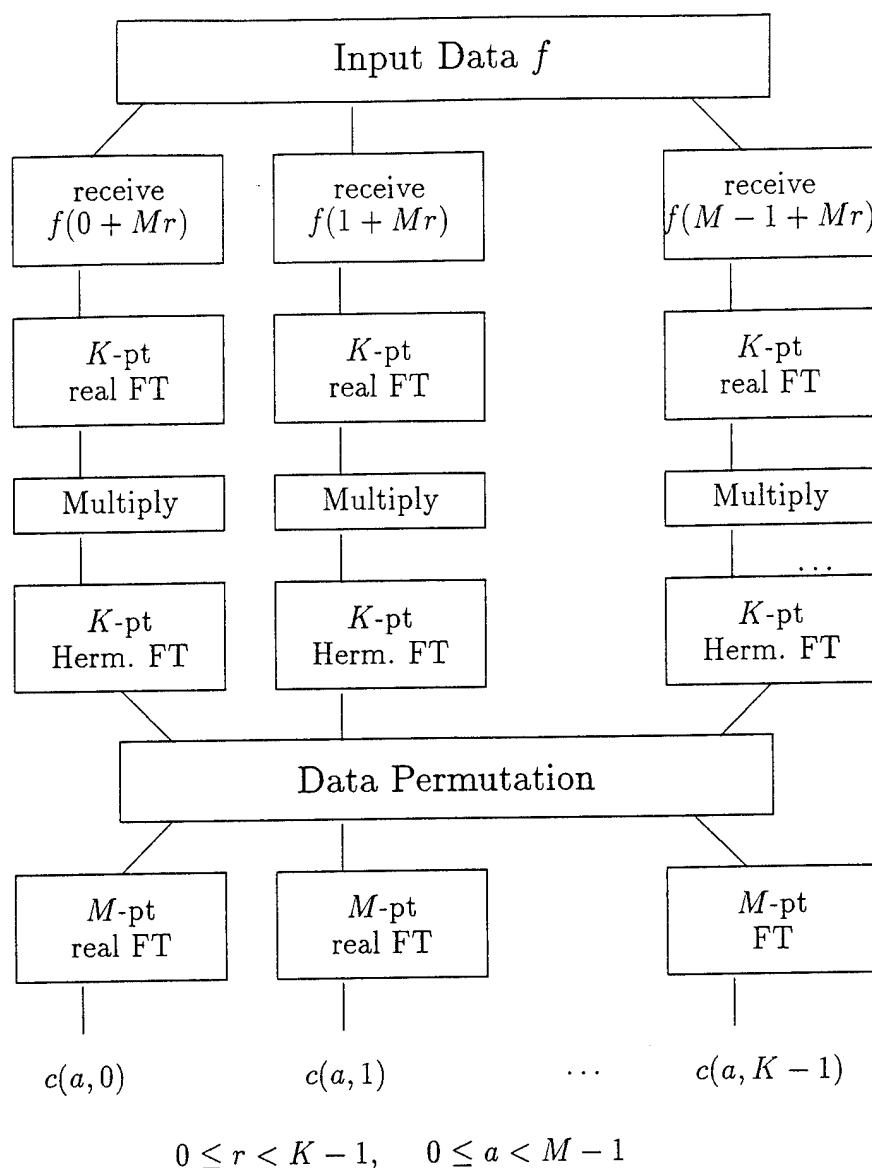 Input Data f
receive
f(0 + Mr)
receive
f(1 + Mr)
receive
f(M − 1 + Mr)
K-pt
real FT
K-pt
real FT
K-pt
real FT
Multiply
Multiply
Multiply
...
K-pt
Herm. FT
K-pt
Herm. FT
K-pt
Herm. FT
Data Permutation
M-pt
real FT
M-pt
real FT
M-pt
FT
c(a, 0)
c(a, 1)
...
c(a, K − 1)
0 ≤ r < K − 1, 0 ≤ a < M − 1